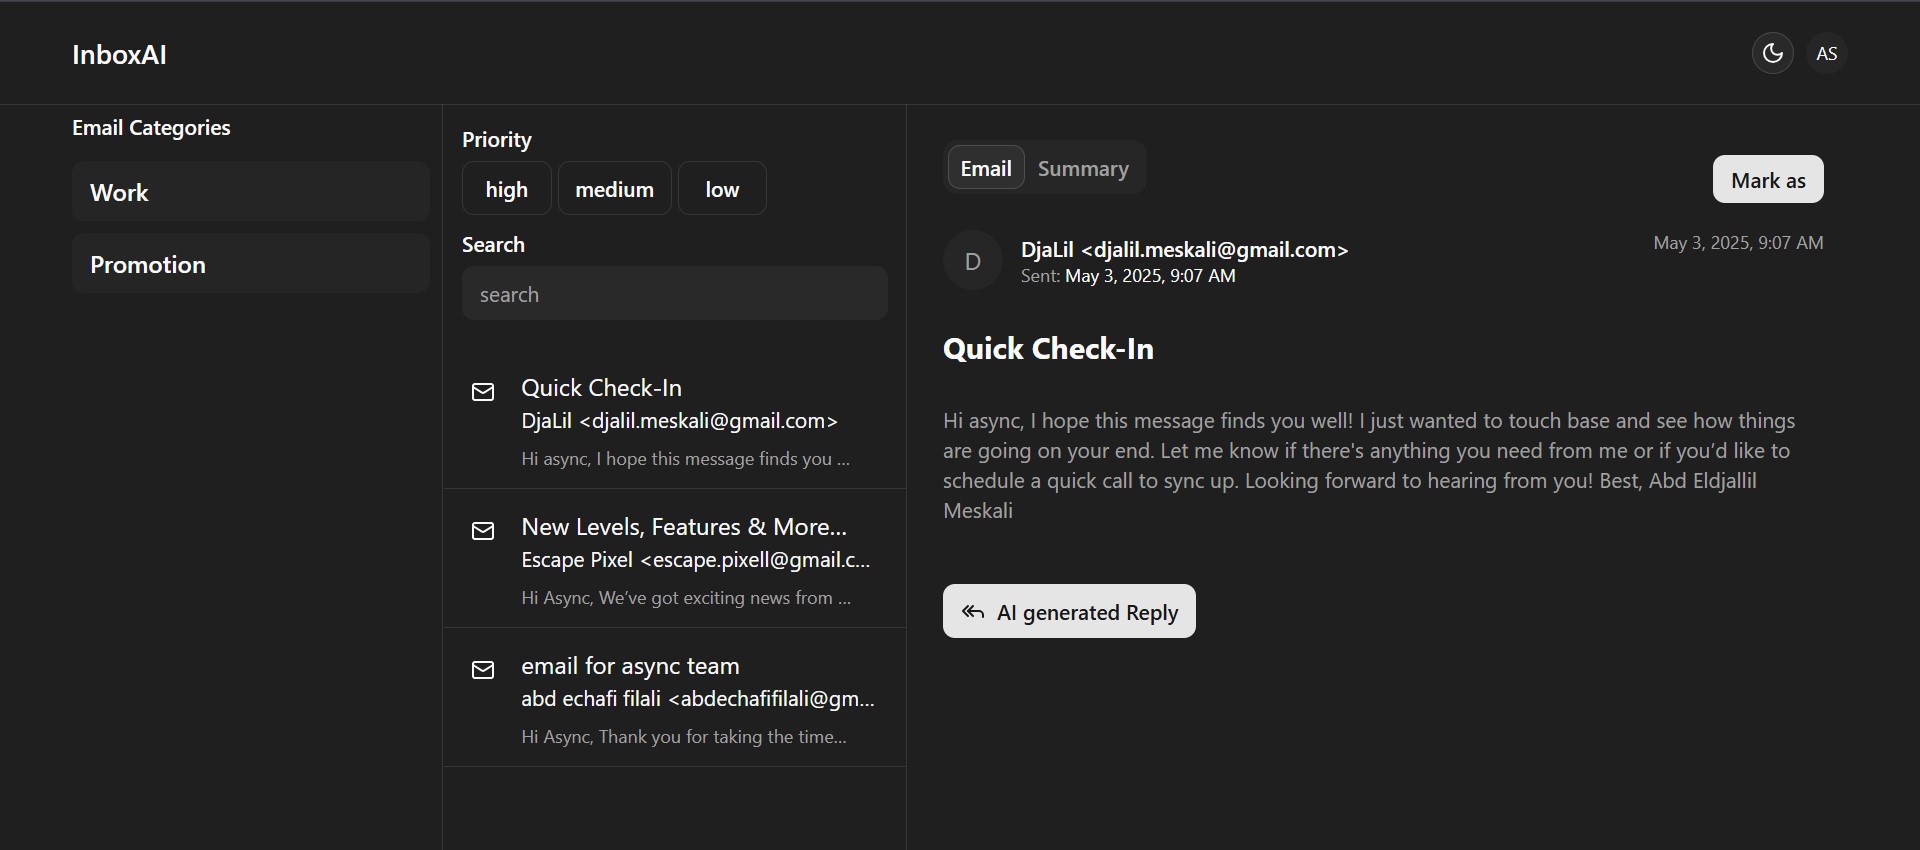 InboxAI
AS
Email Categories
Work
Promotion
Priority
high medium low
Search
search
Quick Check-In
DjaLil <djalil.meskali@gmail.com>
Hi async, I hope this message finds you ...
New Levels, Features & More...
Escape Pixel <escape.pixell@gmail.c...
Hi Async, We’ve got exciting news from ...
email for async team
abd echafi filali <abdechafifilali@gm...
Hi Async, Thank you for taking the time...
Email Summary
Mark as
DjaLil <djalil.meskali@gmail.com>
May 3, 2025, 9:07 AM
D
Sent: May 3, 2025, 9:07 AM
Quick Check-In
Hi async, I hope this message finds you well! I just wanted to touch base and see how things
are going on your end. Let me know if there's anything you need from me or if you’d like to
schedule a quick call to sync up. Looking forward to hearing from you! Best, Abd Eldjallil
Meskali
AI generated Reply